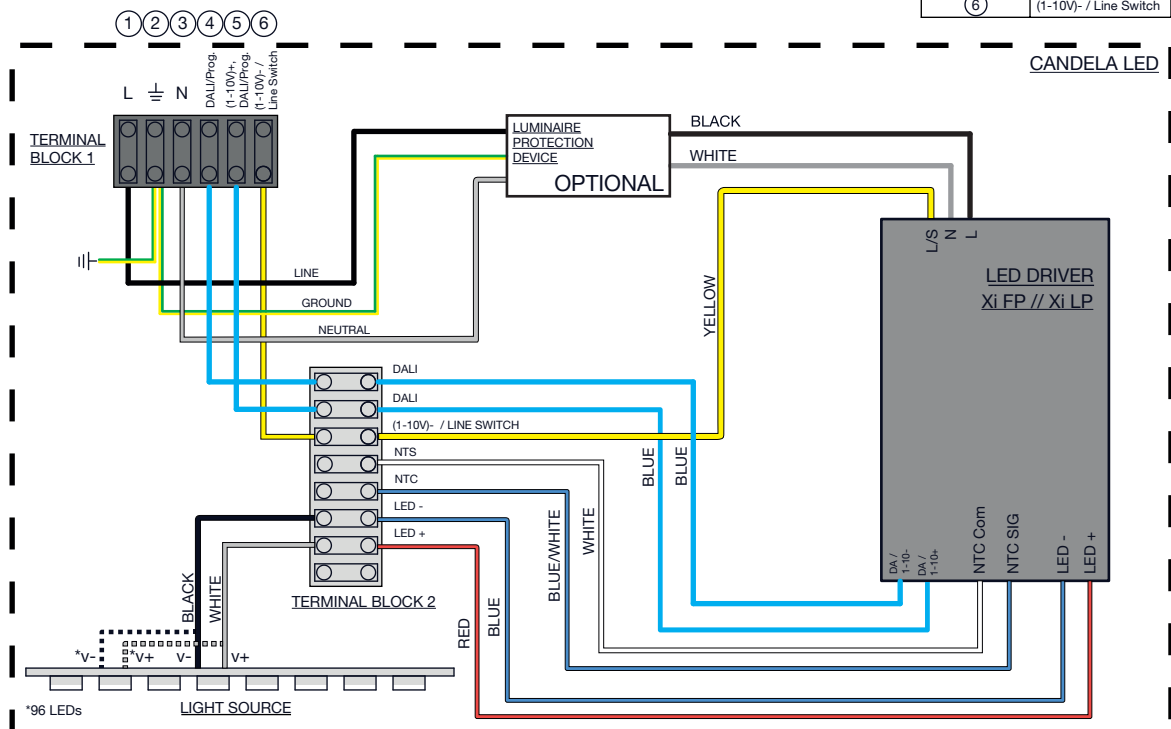 6
(1-10V)- / Line Switch
1 2 3 4 5 6
CANDELA LED
L
N
DALI/Prog.
(1-10V)+,
DALI/Prog.
(1-10V)- /
Line Switch
TERMINAL
BLOCK 1
LUMINAIRE
PROTECTION
DEVICE
OPTIONAL
BLACK
WHITE
L/S
N
L
LED DRIVER
Xi FP // Xi LP
LINE
GROUND
NEUTRAL
YELLOW
DALI
DALI
(1-10V)- / LINE SWITCH
NTS
NTC
LED -
LED +
BLUE
BLUE
WHITE
BLUE/WHITE
BLUE
RED
DA /
1-10-
DA /
1-10+
NTC Com
NTC SIG
LED -
LED +
TERMINAL BLOCK 2
BLACK
WHITE
*v-
*v+
v-
v+
*96 LEDs
LIGHT SOURCE